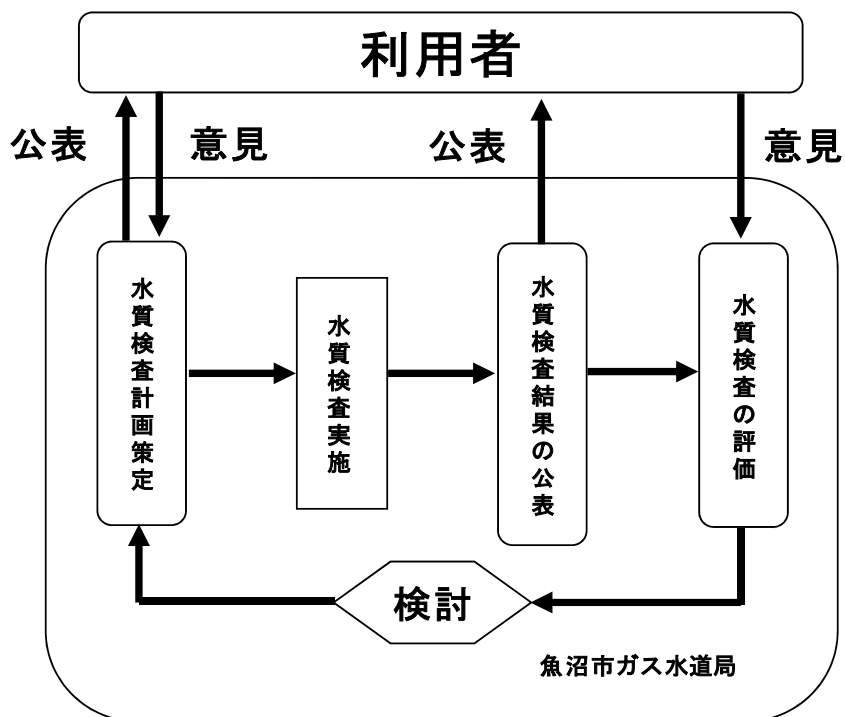 利用者
公表
意見
公表
意見
水質検査計画策定
水質検査実施
水質検査結果の公表
水質検査の評価
検討
魚沼市ガス水道局